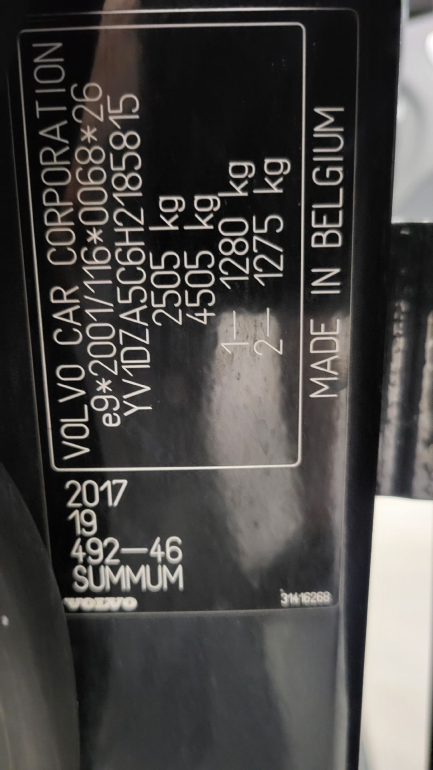 VOLVO CAR CORPORATION
e9*2001/116*0068*26
YV1DZA5C6H2185815
2505 kg
4505 kg
1— 1280 kg
2— 1275 kg
MADE IN BELGIUM
2017
19
492-46
SUMMUM
VOLVO
31416268